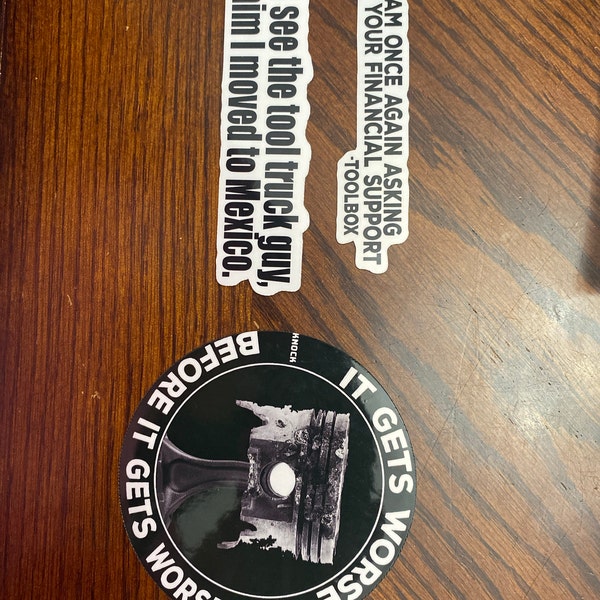 AM ONCE AGAIN ASKING
YOUR FINANCIAL SUPPORT
-TOOLBOX
see the tool truck guy,
him I moved to Mexico.
KNOCK
IT GETS WORSE
BEFORE IT GETS WORSE